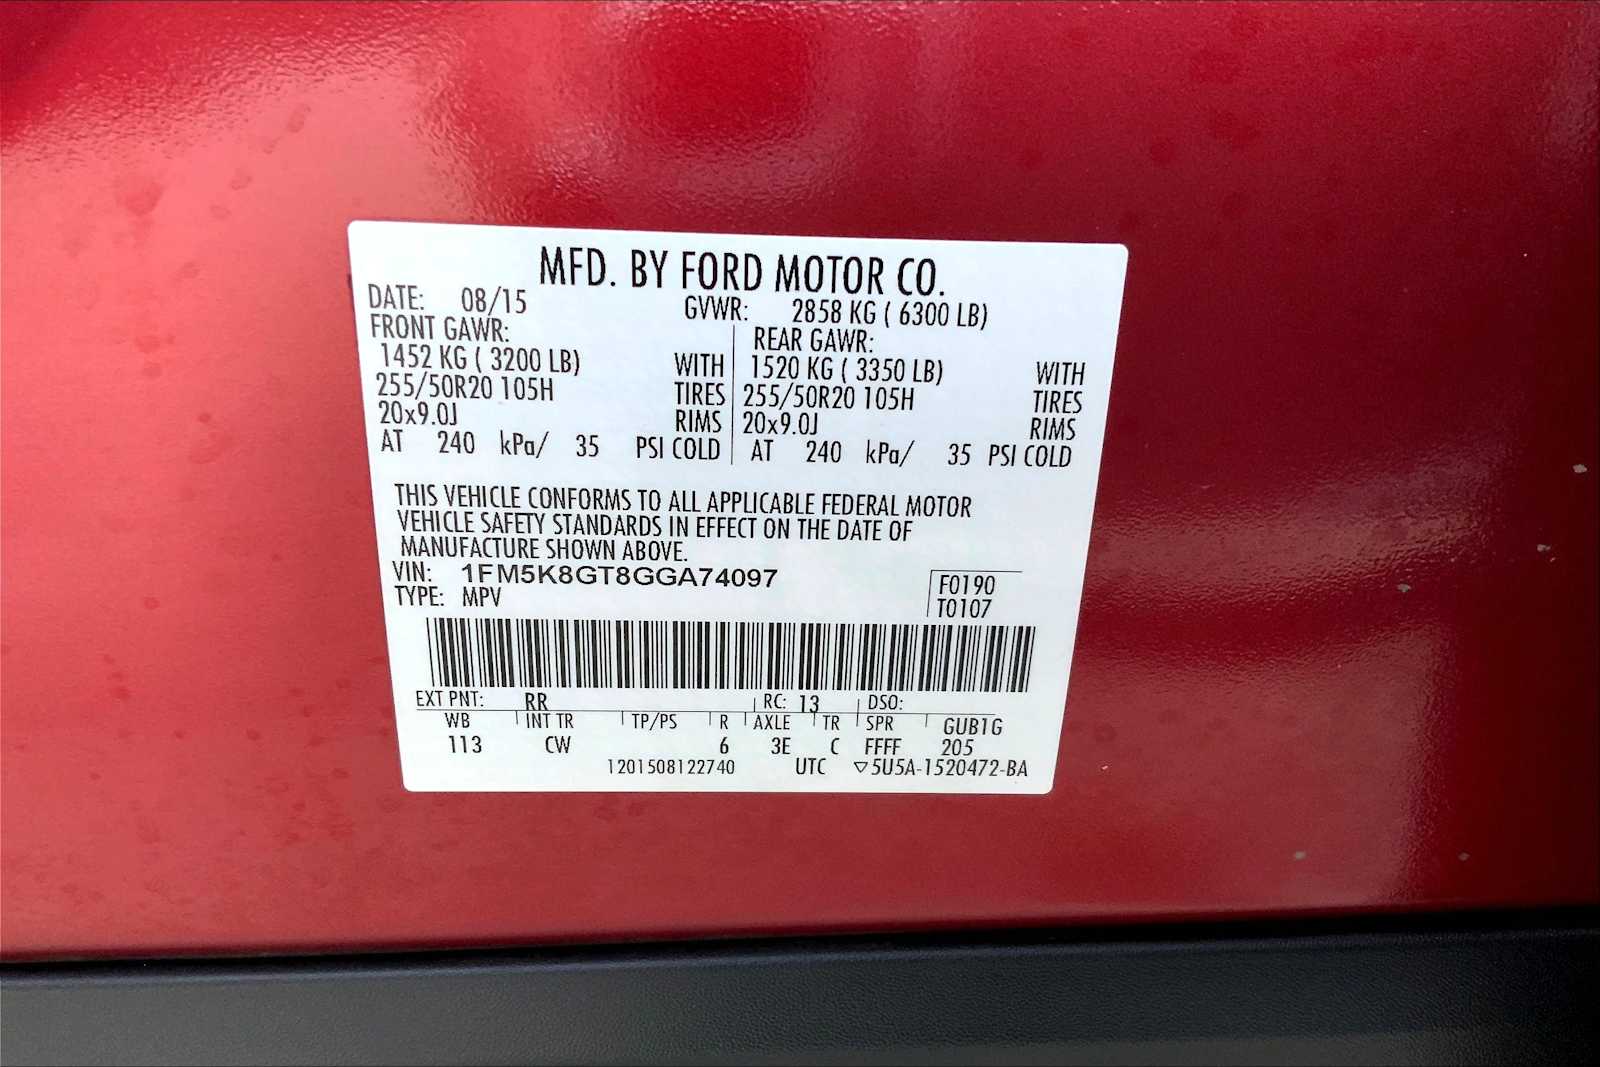 MFD. BY FORD MOTOR CO.
DATE: 08/15 GVWR: 2858 KG ( 6300 LB)
FRONT GAWR: REAR GAWR:
1452 KG ( 3200 LB) WITH 1520 KG ( 3350 LB) WITH
255/50R20 105H TIRES 255/50R20 105H TIRES
20x9.0J RIMS 20x9.0J RIMS
AT 240 kPa/ 35 PSI COLD AT 240 kPa/ 35 PSI COLD
THIS VEHICLE CONFORMS TO ALL APPLICABLE FEDERAL MOTOR
VEHICLE SAFETY STANDARDS IN EFFECT ON THE DATE OF
MANUFACTURE SHOWN ABOVE.
VIN: 1FM5K8GT8GGA74097 F0190
TYPE: MPV T0107
EXT PNT: RR RC: 13 DSO:
WB INT TR TP/PS R AXLE TR SPR GUB1G
113 CW 6 3E C FFFF 205
1201508122740 UTC ▽5U5A-1520472-BA